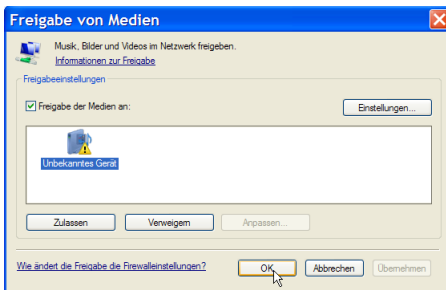 Freigabe von Medien
Musik, Bilder und Videos im Netzwerk freigeben.
Informationen zur Freigabe
Freigabeeinstellungen
Freigabe der Medien an:
Einstellungen...
Unbekanntes Gerät
Zulassen
Verweigern
Anpassen...
Wie ändert die Freigabe die Firewalleinstellungen?
OK
Abbrechen
Übernehmen